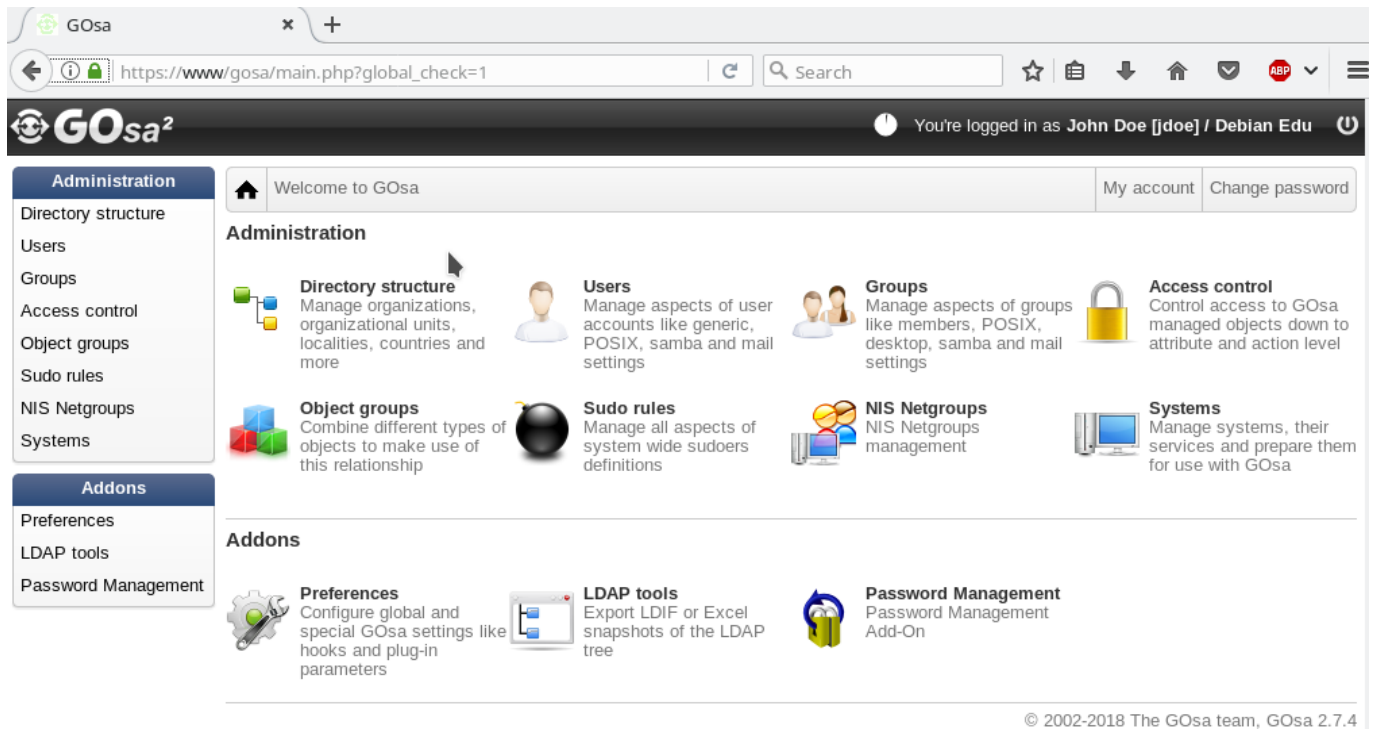 GOsa
https://www/gosa/main.php?global_check=1
Search
ABP
GOsa²
You're logged in as John Doe [jdoe] / Debian Edu
Administration
Directory structure
Users
Groups
Access control
Object groups
Sudo rules
NIS Netgroups
Systems
Addons
Preferences
LDAP tools
Password Management
Welcome to GOsa
My account
Change password
Administration
Directory structure
Manage organizations,
organizational units,
localities, countries and
more
Users
Manage aspects of user
accounts like generic,
POSIX, samba and mail
settings
Groups
Manage aspects of groups
like members, POSIX,
desktop, samba and mail
settings
Access control
Control access to GOsa
managed objects down to
attribute and action level
Object groups
Combine different types of
objects to make use of
this relationship
Sudo rules
Manage all aspects of
system wide sudoers
definitions
NIS Netgroups
NIS Netgroups
management
Systems
Manage systems, their
services and prepare them
for use with GOsa
Addons
Preferences
Configure global and
special GOsa settings like
hooks and plug-in
parameters
LDAP tools
Export LDIF or Excel
snapshots of the LDAP
tree
Password Management
Password Management
Add-On
© 2002-2018 The GOsa team, GOsa 2.7.4